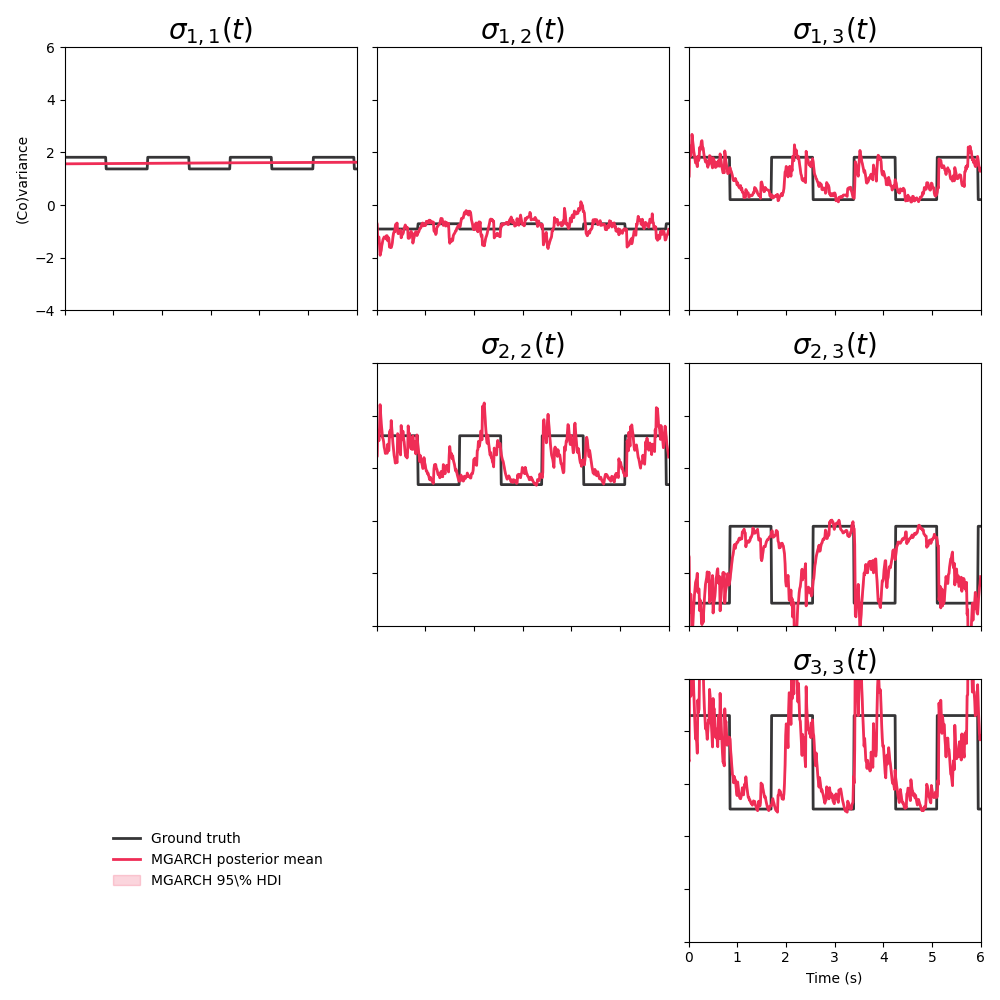 σ1,1(t)
σ1,2(t)
σ1,3(t)
6
4
2
0
−2
−4
(Co)variance
σ2,2(t)
σ2,3(t)
σ3,3(t)
Ground truth
MGARCH posterior mean
MGARCH 95\% HDI
0 1 2 3 4 5 6
Time (s)